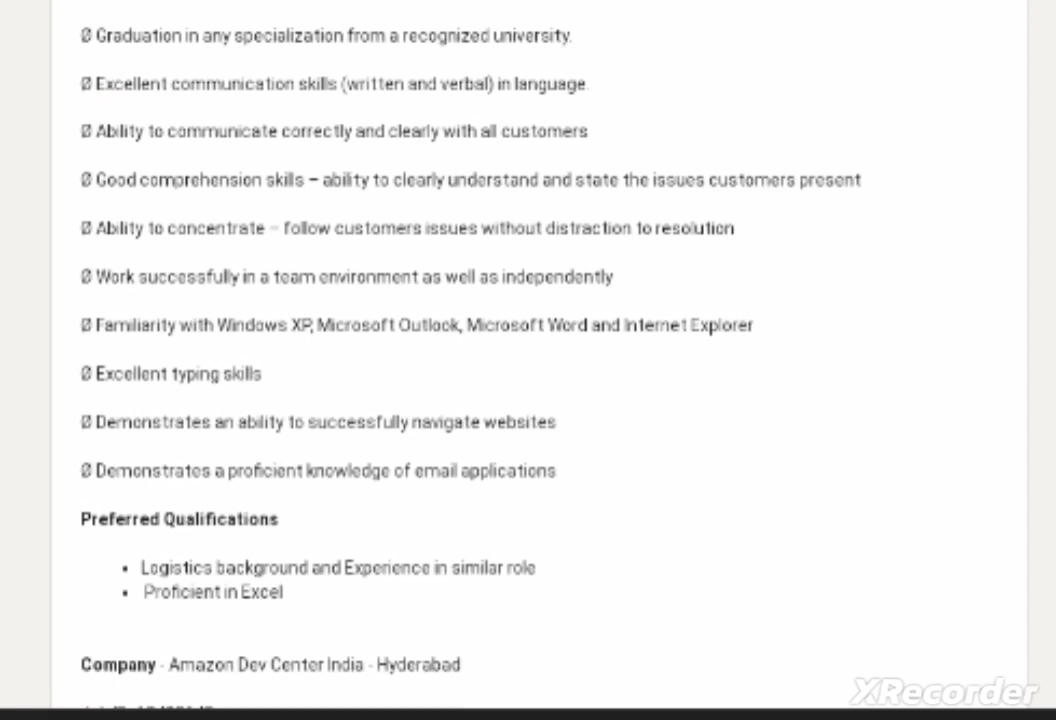 Ø Graduation in any specialization from a recognized university.
Ø Excellent communication skills (written and verbal) in language.
Ø Ability to communicate correctly and clearly with all customers
Ø Good comprehension skills – ability to clearly understand and state the issues customers present
Ø Ability to concentrate – follow customers issues without distraction to resolution
Ø Work successfully in a team environment as well as independently
Ø Familiarity with Windows XP, Microsoft Outlook, Microsoft Word and Internet Explorer
Ø Excellent typing skills
Ø Demonstrates an ability to successfully navigate websites
Ø Demonstrates a proficient knowledge of email applications
Preferred Qualifications
• Logistics background and Experience in similar role
• Proficient in Excel
Company - Amazon Dev Center India - Hyderabad
XRecorder